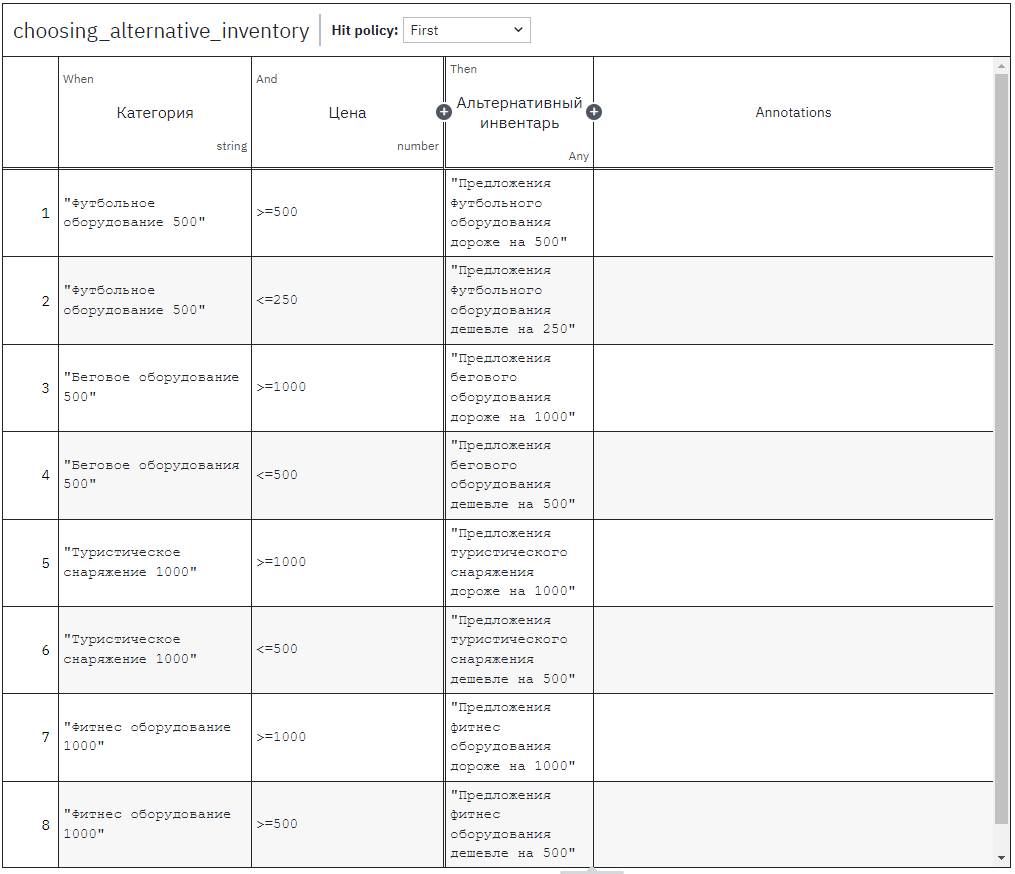 choosing_alternative_inventory
Hit policy: First
When
Категория
string
And
Цена
number
Then
Альтернативный
инвентарь
Any
Annotations
1
"Футбольное
оборудование 500"
>=500
"Предложения
футбольного
оборудования
дороже на 500"
2
"Футбольное
оборудование 500"
<=250
"Предложения
футбольного
оборудования
дешевле на 250"
3
"Беговое оборудование
500"
>=1000
"Предложения
бегового
оборудования
дороже на 1000"
4
"Беговое оборудования
500"
<=500
"Предложения
бегового
оборудования
дешевле на 500"
5
"Туристическое
снаряжение 1000"
>=1000
"Предложения
туристического
снаряжения
дороже на 1000"
6
"Туристическое
снаряжение 1000"
<=500
"Предложения
туристического
снаряжения
дешевле на 500"
7
"Фитнес оборудование
1000"
>=1000
"Предложения
фитнес
оборудования
дороже на 1000"
8
"Фитнес оборудование
1000"
>=500
"Предложения
фитнес
оборудования
дешевле на 500"